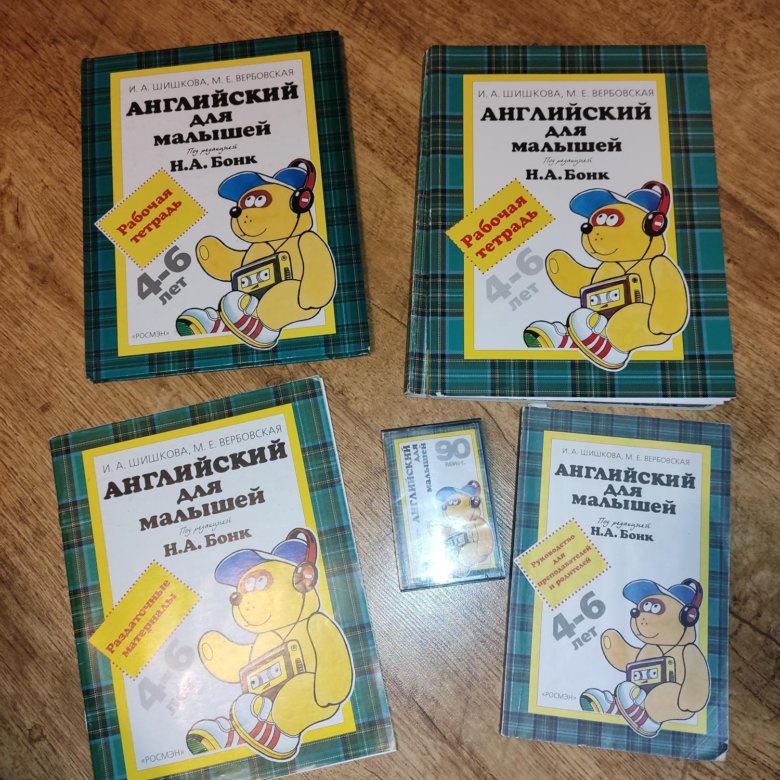 И. А. ШИШКОВА, М. Е. ВЕРБОВСКАЯ
АНГЛИЙСКИЙ
ДЛЯ
МАЛЫШЕЙ
Под редакцией
Н.А. Бонк
Рабочая
тетрадь
4-6
лет
«РОСМЭН»
И. А. ШИШКОВА, М. Е. ВЕРБОВСКАЯ
АНГЛИЙСКИЙ
ДЛЯ
МАЛЫШЕЙ
Под редакцией
Н.А. Бонк
Рабочая
тетрадь
4-6
лет
И. А. ШИШКОВА, М. Е. ВЕРБОВСКАЯ
АНГЛИЙСКИЙ
ДЛЯ
МАЛЫШЕЙ
Под редакцией
Н.А. Бонк
Раздаточные
материалы
4-6
лет
«РОСМЭН»
АНГЛИЙСКИЙ
ДЛЯ
МАЛЫШЕЙ
90
МИН.
И. А. ШИШКОВА, М. Е. ВЕРБОВСКАЯ
АНГЛИЙСКИЙ
ДЛЯ
МАЛЫШЕЙ
Под редакцией
Н.А. Бонк
Руководство
для
преподавателей
и родителей
4-6
лет
«РОСМЭН»